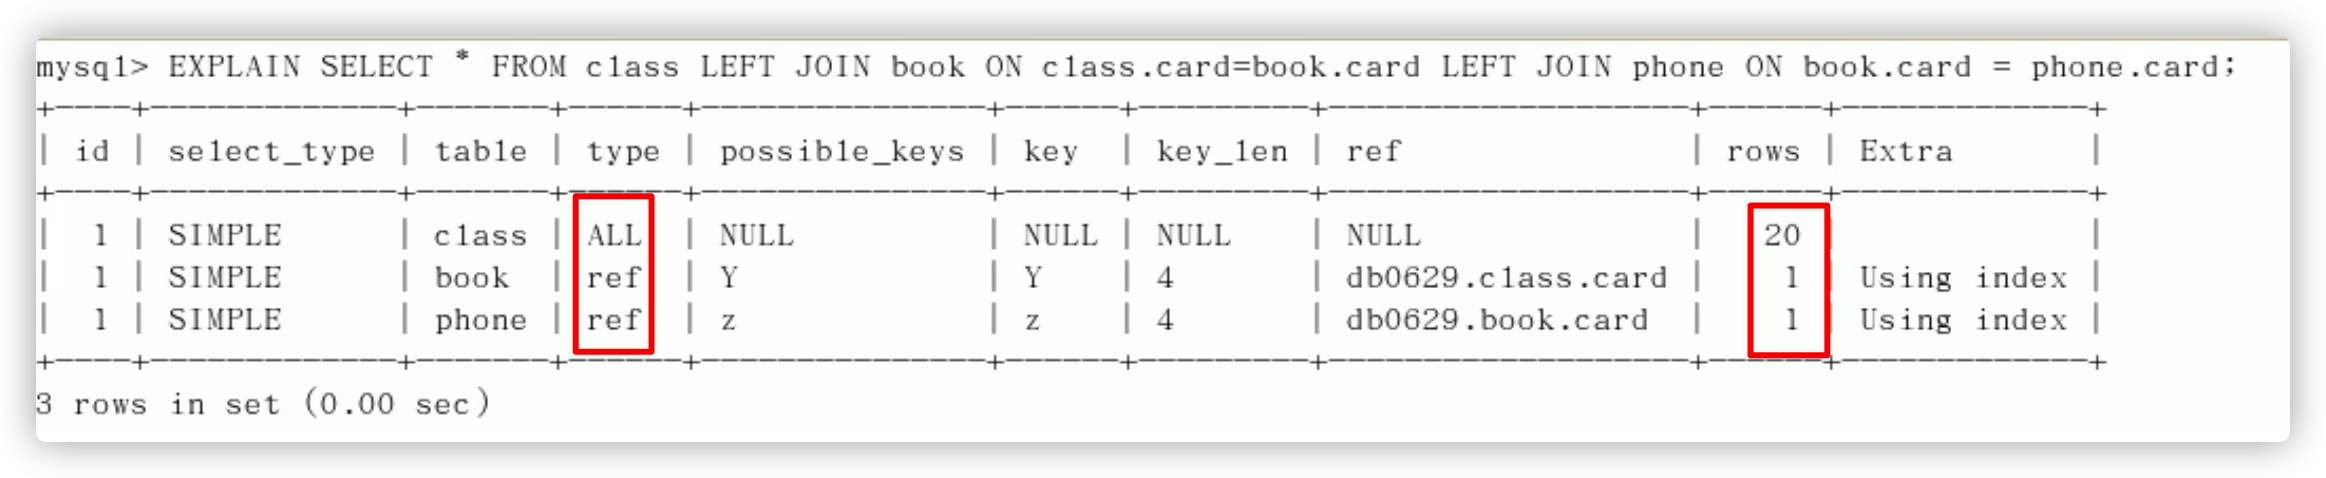 mysql> EXPLAIN SELECT * FROM class LEFT JOIN book ON class.card=book.card LEFT JOIN phone ON book.card = phone.card;
+----+-------------+-------+------+---------------+------+---------+-------------------+------+-------------+
| id | select_type | table | type | possible_keys | key | key_len | ref | rows | Extra |
+----+-------------+-------+------+---------------+------+---------+-------------------+------+-------------+
| 1 | SIMPLE | class | ALL | NULL | NULL | NULL | NULL | 20 | |
| 1 | SIMPLE | book | ref | Y | Y | 4 | db0629.class.card | 1 | Using index |
| 1 | SIMPLE | phone | ref | z | z | 4 | db0629.book.card | 1 | Using index |
+----+-------------+-------+------+---------------+------+---------+-------------------+------+-------------+
3 rows in set (0.00 sec)